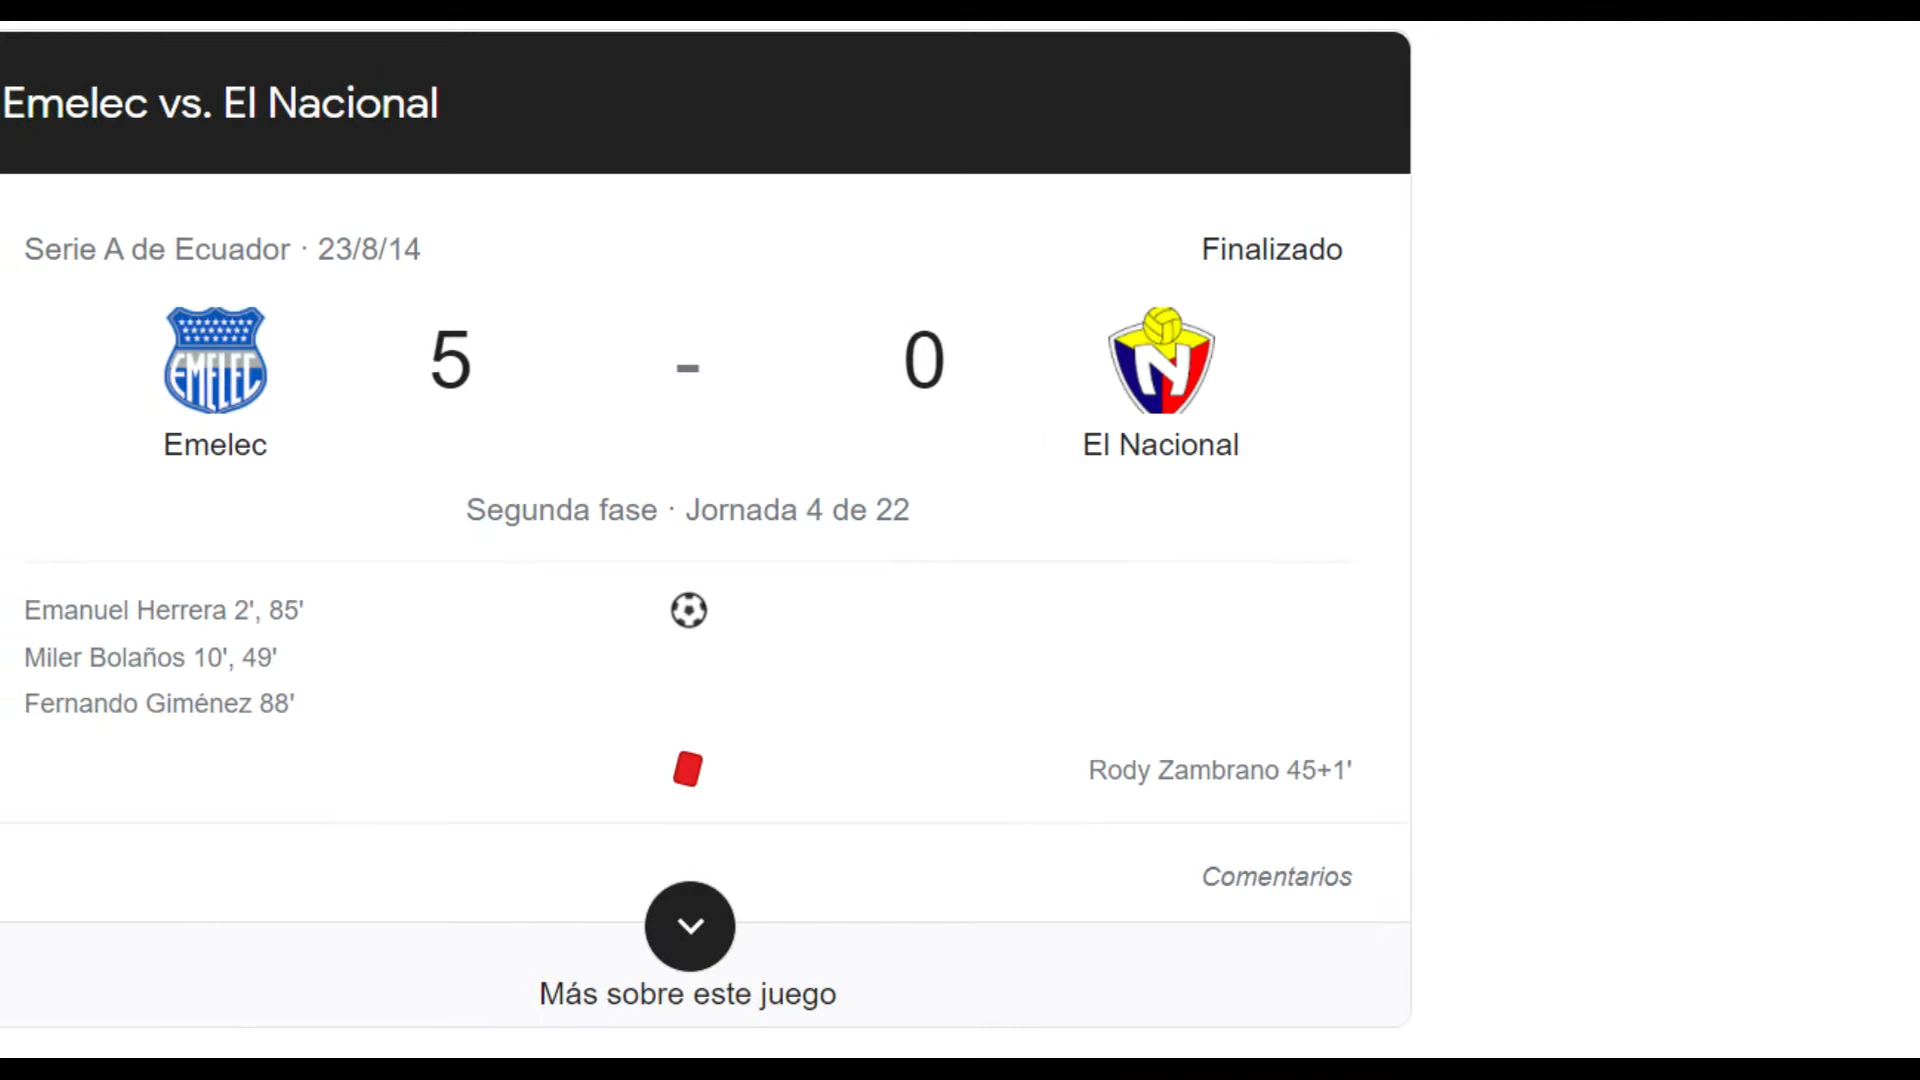 Emelec vs. El Nacional
Serie A de Ecuador · 23/8/14
Finalizado
EMELEC
5 - 0
N
Emelec
El Nacional
Segunda fase · Jornada 4 de 22
Emanuel Herrera 2', 85'
Miler Bolaños 10', 49'
Fernando Giménez 88'
Rody Zambrano 45+1'
Comentarios
Más sobre este juego